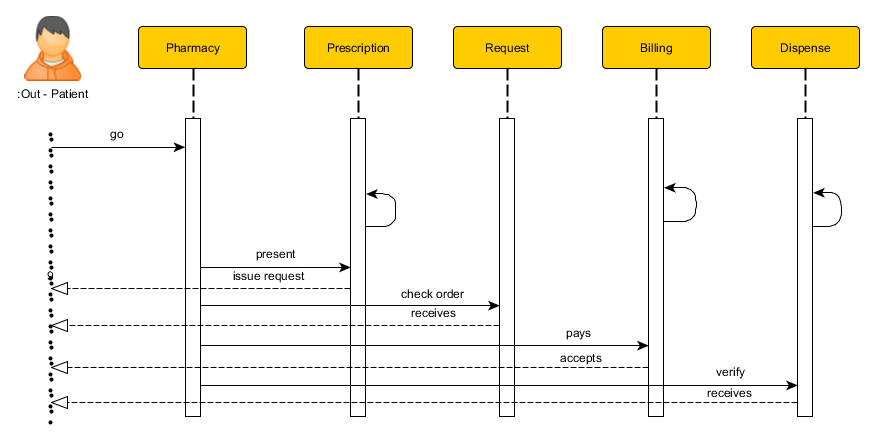 Pharmacy
Prescription
Request
Billing
Dispense
:Out - Patient
go
present
issue request
check order
receives
pays
accepts
verify
receives